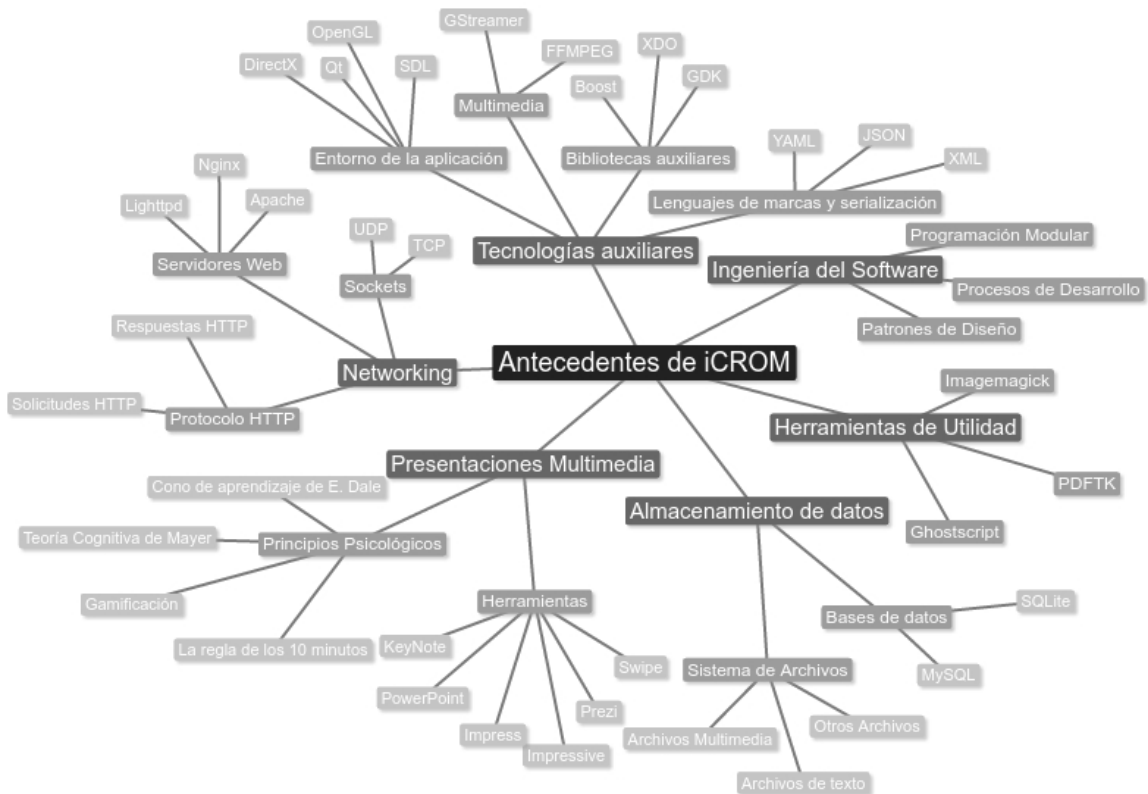 GStreamer
OpenGL
XDO
FFMPEG
DirectX
Qt
SDL
GDK
Boost
Multimedia
JSON
YAML
XML
Entorno de la aplicación
Bibliotecas auxiliares
Nginx
Apache
Lighttpd
Lenguajes de marcas y serialización
UDP
TCP
Programación Modular
Tecnologías auxiliares
Servidores Web
Ingeniería del Software
Sockets
Procesos de Desarrollo
Respuestas HTTP
Patrones de Diseño
Antecedentes de iCROM
Networking
Imagemagick
Solicitudes HTTP
Protocolo HTTP
Herramientas de Utilidad
Presentaciones Multimedia
Cono de aprendizaje de E. Dale
PDFTK
Almacenamiento de datos
Ghostscript
Teoría Cognitiva de Mayer
Principios Psicológicos
Gamificación
Herramientas
SQLite
Bases de datos
La regla de los 10 minutos
KeyNote
Swipe
Sistema de Archivos
MySQL
PowerPoint
Prezi
Otros Archivos
Impress
Archivos Multimedia
Impressive
Archivos de texto